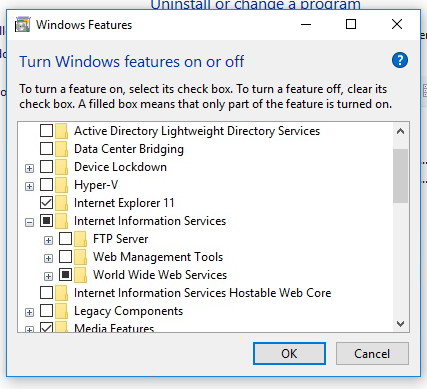 Uninstall or change a program
Windows Features
Turn Windows features on or off
To turn a feature on, select its check box. To turn a feature off, clear its
check box. A filled box means that only part of the feature is turned on.
Active Directory Lightweight Directory Services
Data Center Bridging
Device Lockdown
Hyper-V
Internet Explorer 11
Internet Information Services
FTP Server
Web Management Tools
World Wide Web Services
Internet Information Services Hostable Web Core
Legacy Components
Media Features
OK Cancel